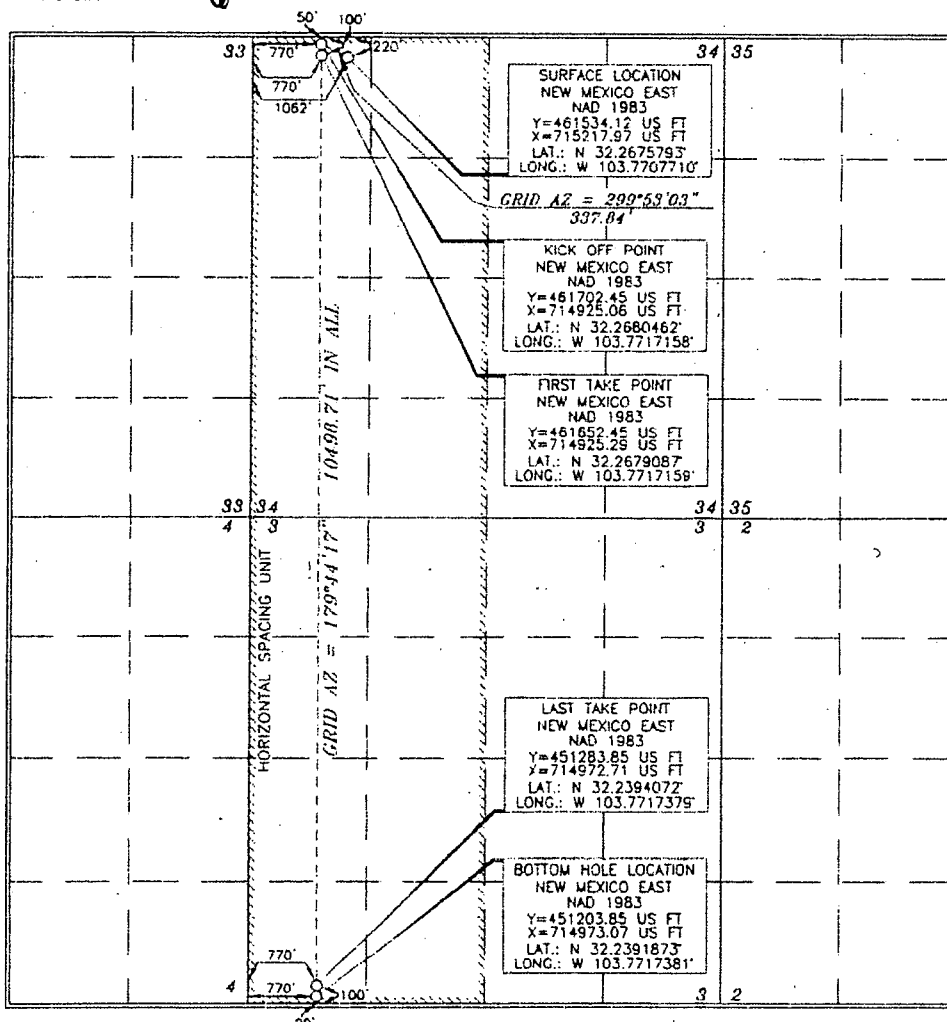 50' 100'
33 770' 220' 34 35
770'
1062'
SURFACE LOCATION
NEW MEXICO EAST
NAD 1983
Y=461534.12 US FT
X=715217.97 US FT
LAT.: N 32.2675793°
LONG.: W 103.7707710°
GRID AZ = 299°53'03"
337.84'
KICK OFF POINT
NEW MEXICO EAST
NAD 1983
Y=461702.45 US FT
X=714925.06 US FT
LAT.: N 32.2680462°
LONG.: W 103.7717158°
FIRST TAKE POINT
NEW MEXICO EAST
NAD 1983
Y=461652.45 US FT
X=714925.29 US FT
LAT.: N 32.2679087°
LONG.: W 103.7717159°
33 34 34 35
4 3 3 2
HORIZONTAL SPACING UNIT
GRID AZ = 179°44'17" 10498.71' IN ALL
LAST TAKE POINT
NEW MEXICO EAST
NAD 1983
Y=451283.85 US FT
X=714972.71 US FT
LAT.: N 32.2394072°
LONG.: W 103.7717379°
BOTTOM HOLE LOCATION
NEW MEXICO EAST
NAD 1983
Y=451203.85 US FT
X=714973.07 US FT
LAT.: N 32.2391873°
LONG.: W 103.7717381°
770'
4 770' 100' 3 2